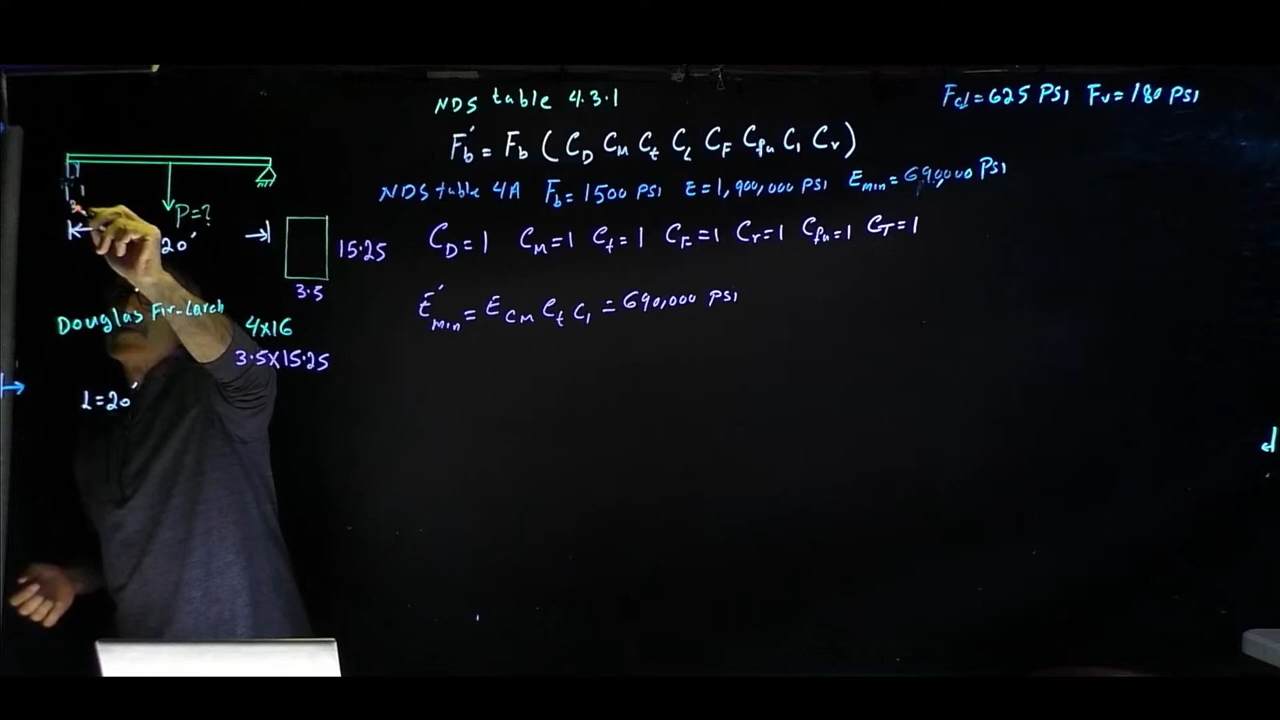 NDS table 4.3.1
Fc⊥=625 PSI Fv=180 PSI
F'b = Fb (CD CM Ct CL CF Cfu Ci Cr)
NDS table 4A Fb=1500 PSI E=1,900,000 PSI Emin=690,000 PSI
P=?
20'
15.25
3.5
CD=1 CM=1 Ct=1 CF=1 Cr=1 Cfu=1 CT=1
E'min = E CM Ct Ci = 690,000 PSI
Douglas Fir-Larch
4x16
3.5X15.25
L=20'